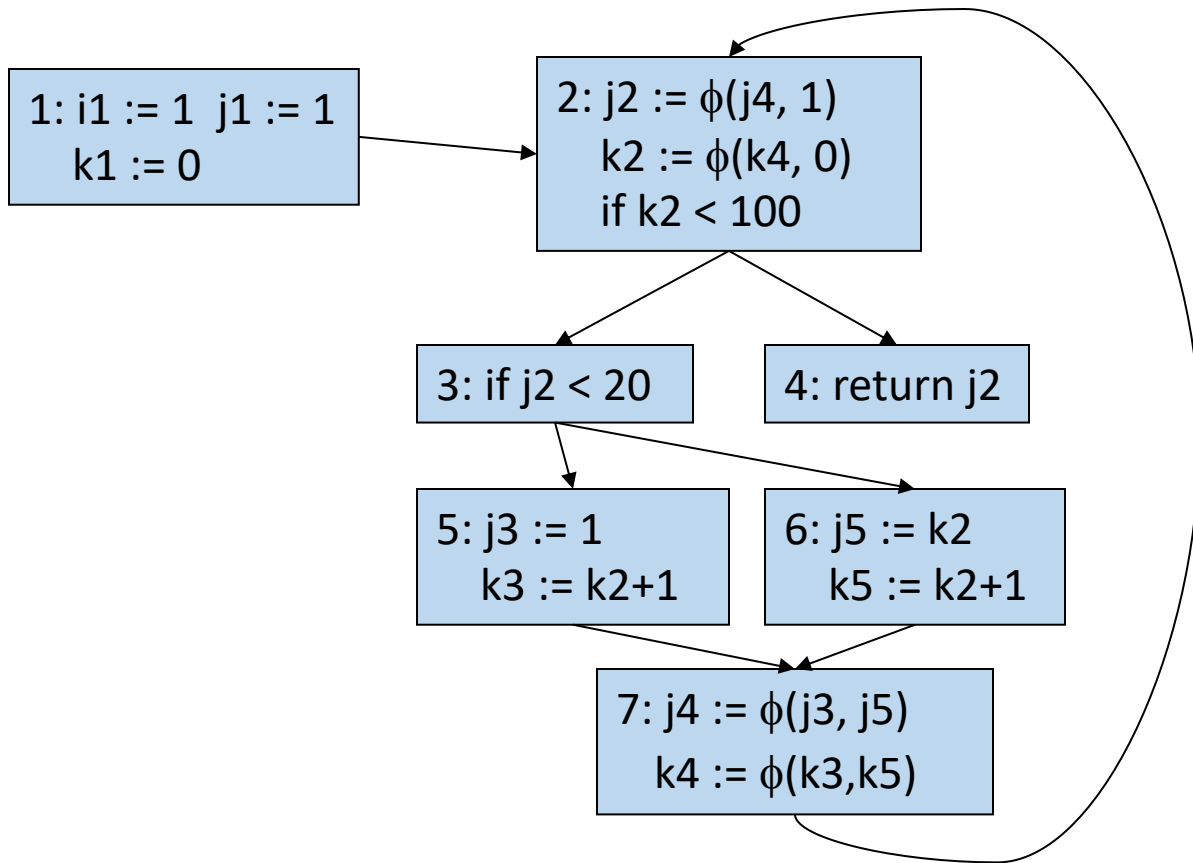 1: i1 := 1 j1 := 1
k1 := 0
2: j2 := ϕ(j4, 1)
k2 := ϕ(k4, 0)
if k2 < 100
3: if j2 < 20
4: return j2
5: j3 := 1
k3 := k2+1
6: j5 := k2
k5 := k2+1
7: j4 := ϕ(j3, j5)
k4 := ϕ(k3,k5)